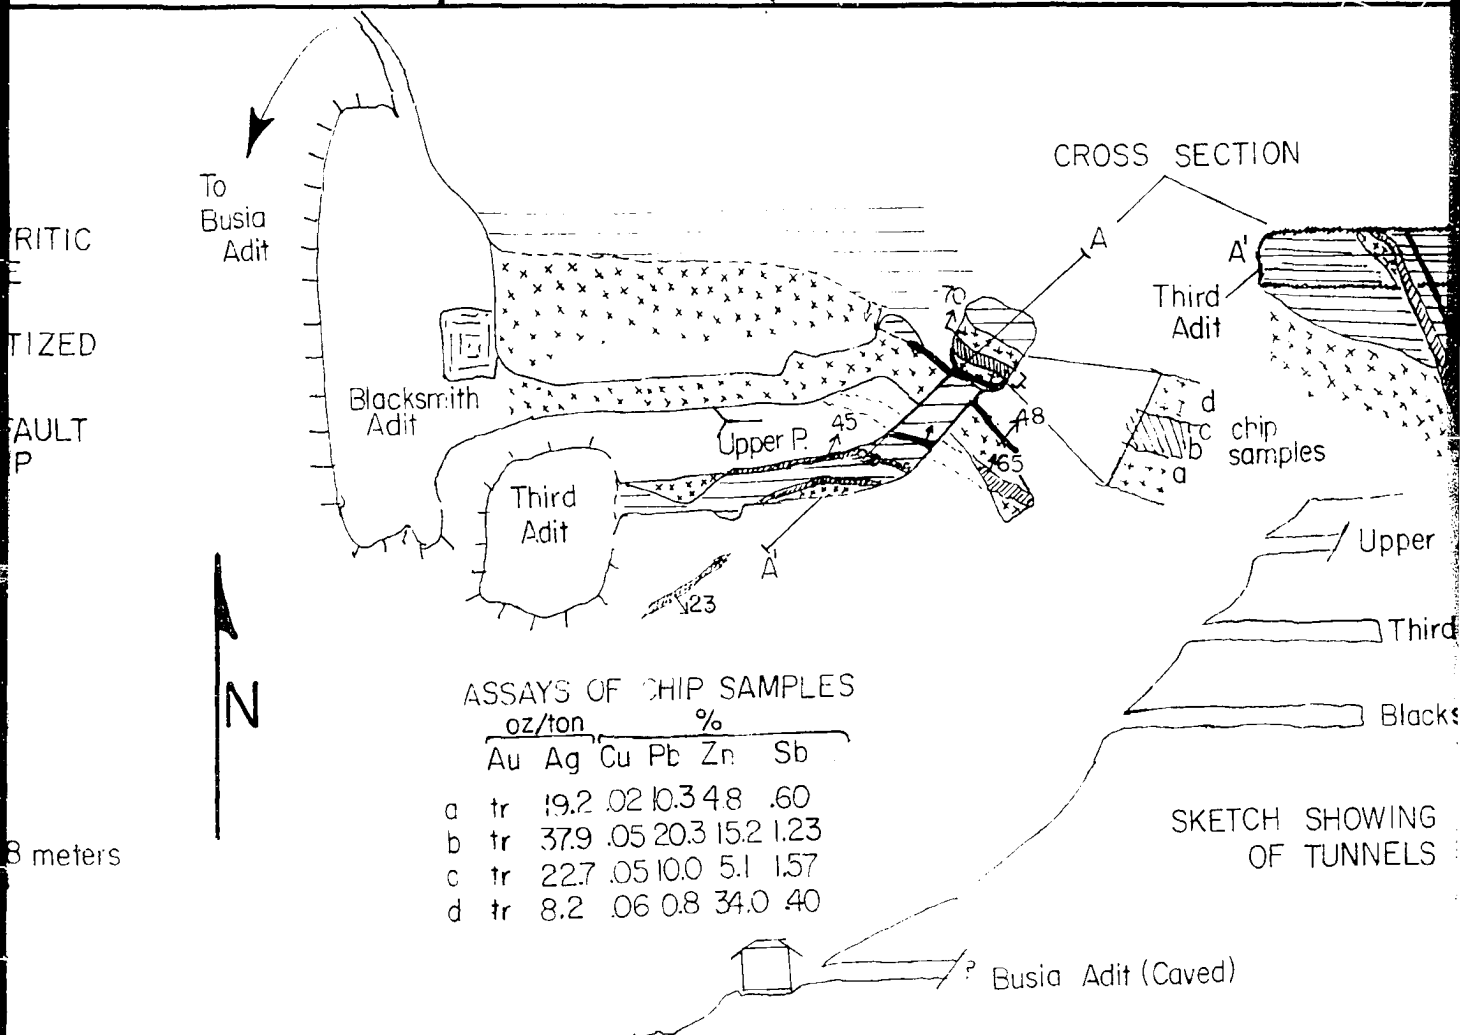 CROSS SECTION
To
Busia
Adit
RITIC
E
TIZED
FAULT
P
A
A'
Third
Adit
70
Blacksmith
Adit
Upper P.
45
48
65
d
c chip
b samples
a
Third
Adit
A'
23
Upper
Third
Blacks
N
8 meters
ASSAYS OF CHIP SAMPLES
oz/ton %
Au Ag Cu Pb Zn Sb
a tr 19.2 .02 10.3 4.8 .60
b tr 37.9 .05 20.3 15.2 1.23
c tr 22.7 .05 10.0 5.1 1.57
d tr 8.2 .06 0.8 34.0 .40
SKETCH SHOWING
OF TUNNELS
? Busia Adit (Caved)